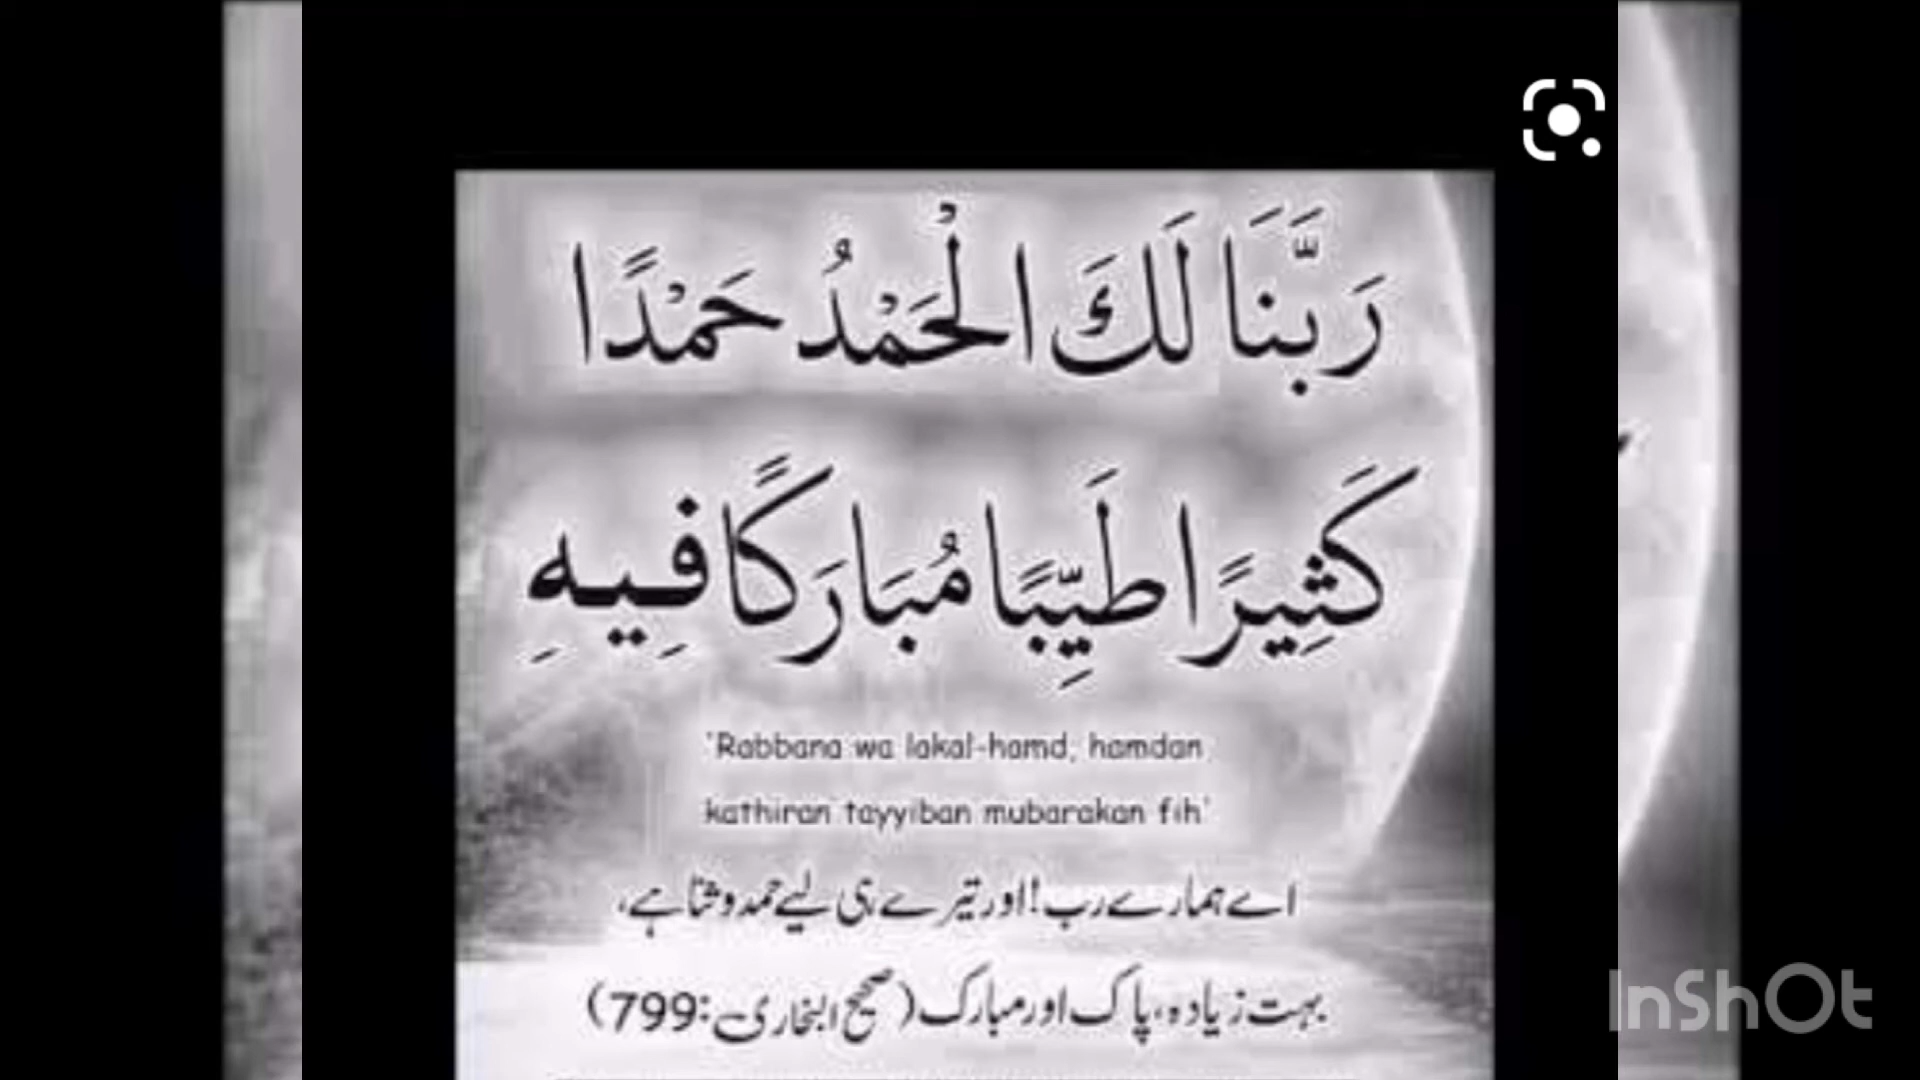 رَبَّنَا لَكَ الْحَمْدُ حَمْدًا
كَثِيرًا طَيِّبًا مُبَارَكًا فِيهِ
'Rabbana wa lakal-hamd, hamdan
kathiran tayyiban mubarakan fih'
اے ہمارے رب! اور تیرے ہی لیے حمد و ثنا ہے،
بہت زیادہ، پاک اور مبارک (صحیح البخاری: 799)
InShOt